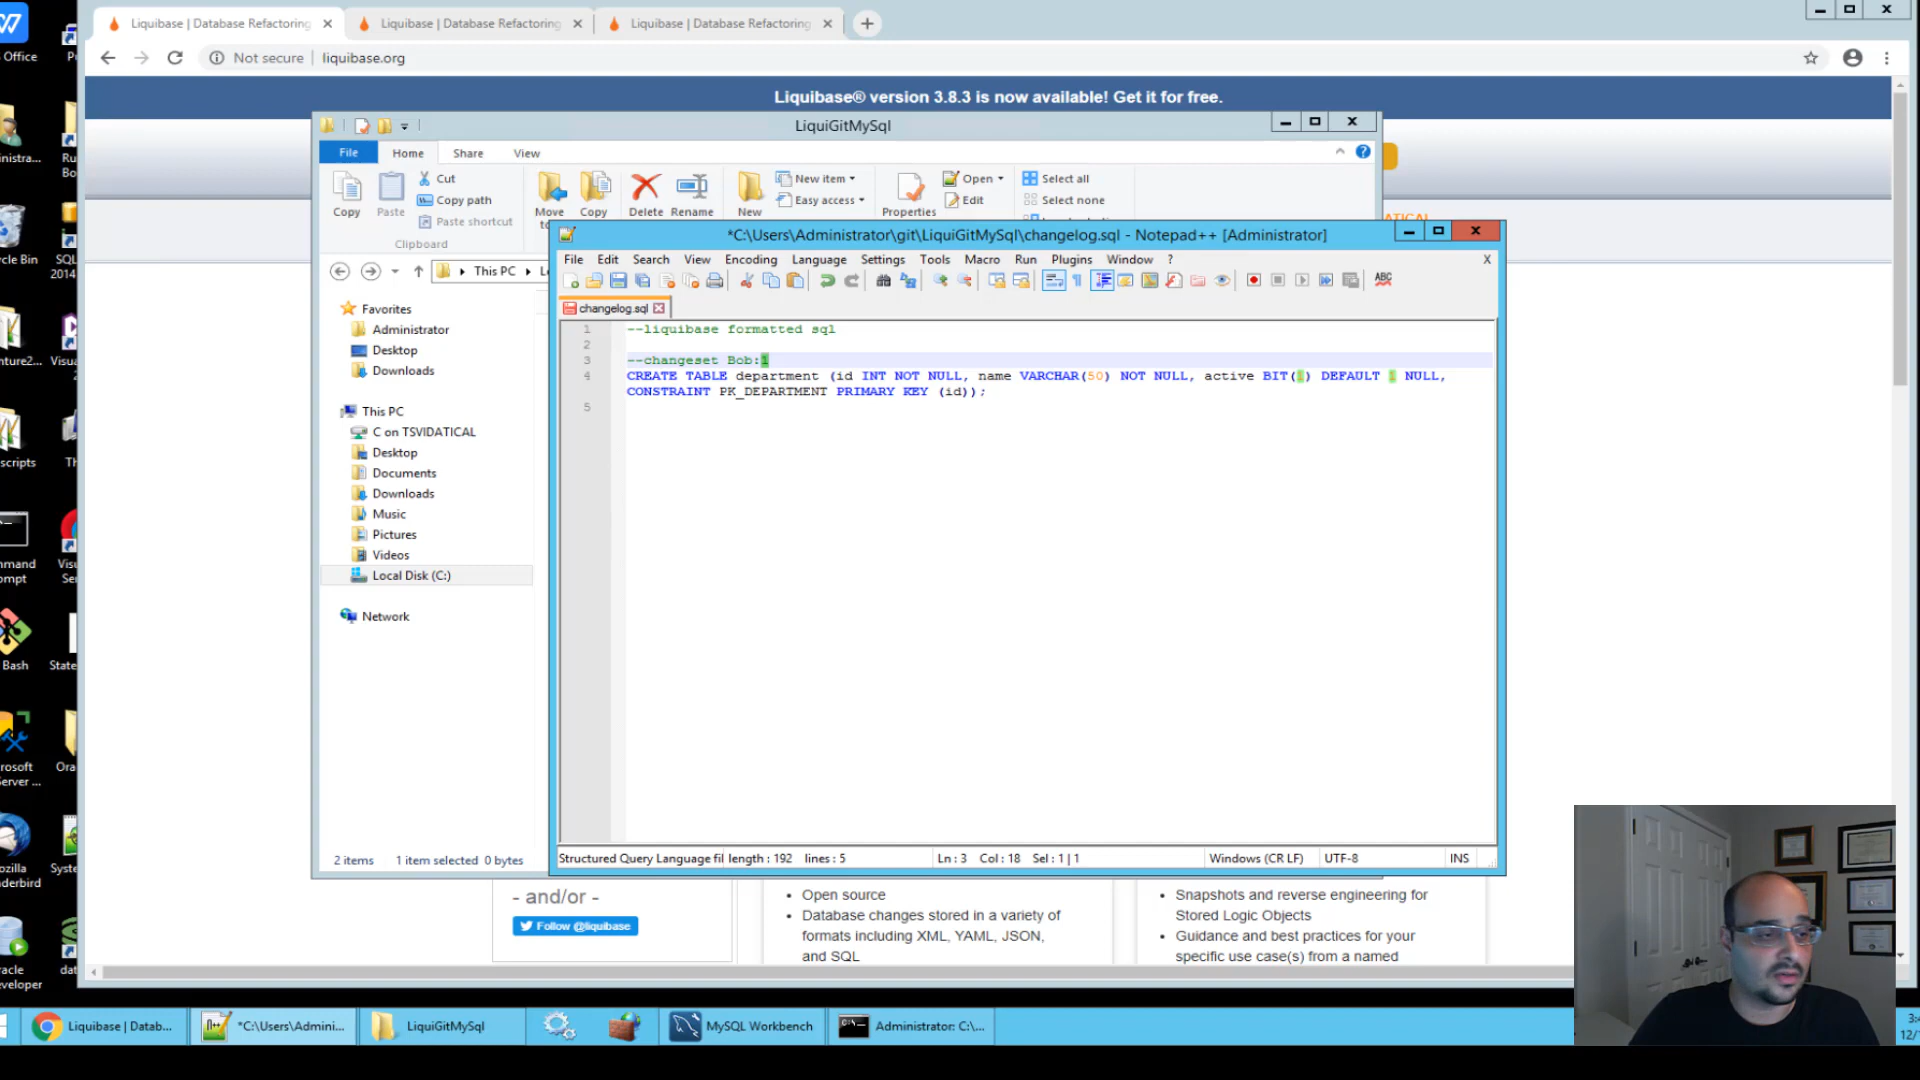 Liquibase | Database Refactoring
Liquibase | Database Refactoring
Liquibase | Database Refactoring
Not secure
liquibase.org
Liquibase® version 3.8.3 is now available! Get it for free.
LiquiGitMySql
File
Home
Share
View
Copy
Paste
Cut
Copy path
Paste shortcut
Clipboard
Move
Copy
Delete
Rename
New
New item
Easy access
Properties
Open
Edit
Select all
Select none
This PC
*C:\Users\Administrator\git\LiquiGitMySql\changelog.sql - Notepad++ [Administrator]
File Edit Search View Encoding Language Settings Tools Macro Run Plugins Window ?
X
ABC
changelog.sql
1 --liquibase formatted sql
2
3 --changeset Bob:1
4 CREATE TABLE department (id INT NOT NULL, name VARCHAR(50) NOT NULL, active BIT(1) DEFAULT 1 NULL,
CONSTRAINT PK_DEPARTMENT PRIMARY KEY (id));
5
Structured Query Language fil length : 192 lines : 5 Ln : 3 Col : 18 Sel : 1 | 1 Windows (CR LF) UTF-8 INS
Favorites
Administrator
Desktop
Downloads
This PC
C on TSVIDATICAL
Desktop
Documents
Downloads
Music
Pictures
Videos
Local Disk (C:)
Network
2 items 1 item selected 0 bytes
- and/or -
Follow @liquibase
Open source
Database changes stored in a variety of
formats including XML, YAML, JSON,
and SQL
Snapshots and reverse engineering for
Stored Logic Objects
Guidance and best practices for your
specific use case(s) from a named
Office
SQL
2014
Bash
Liquibase | Datab...
*C:\Users\Admini...
LiquiGitMySql
MySQL Workbench
Administrator: C:\...